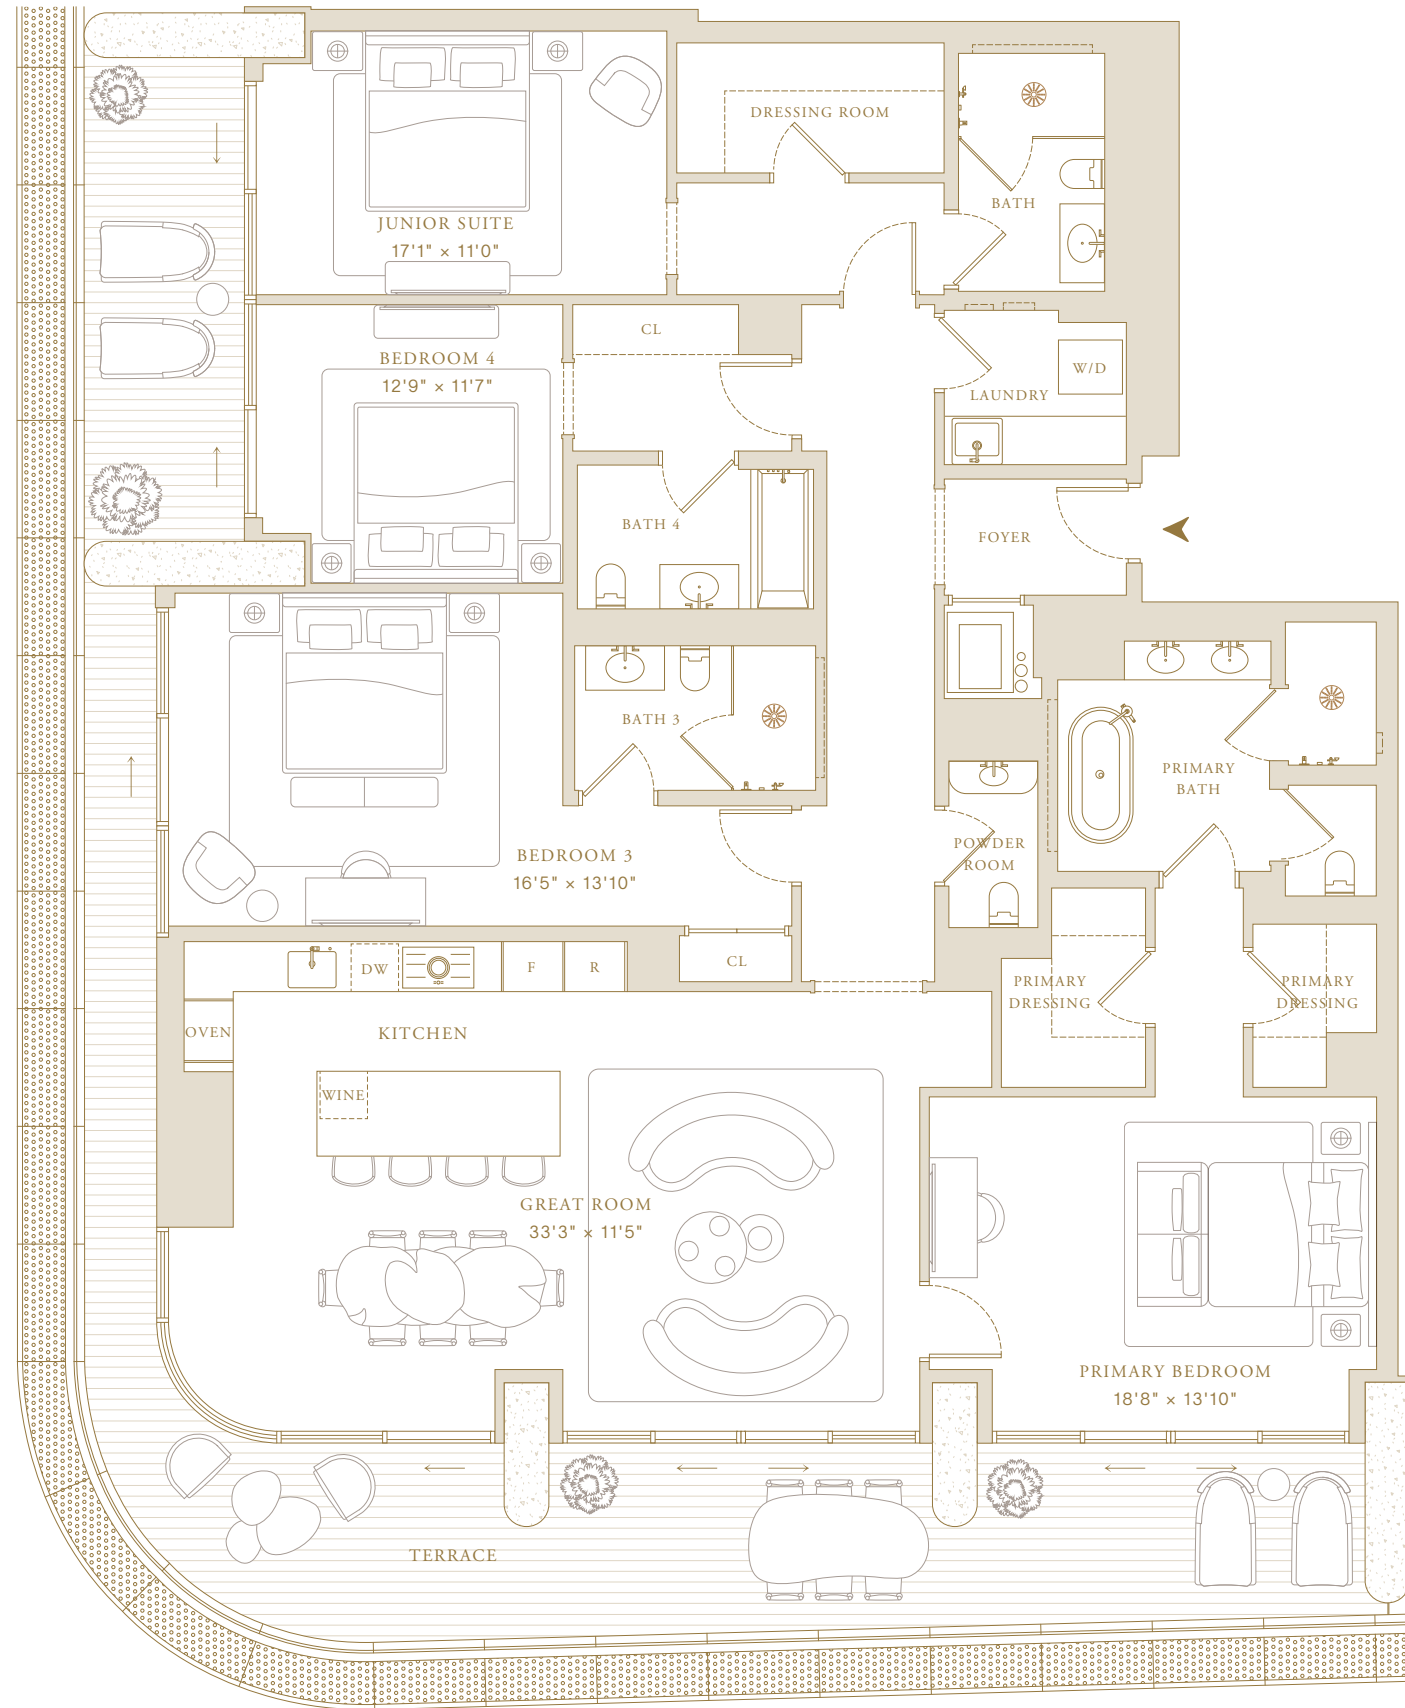 DRESSING ROOM
BATH
JUNIOR SUITE
17'1" × 11'0"
CL
BEDROOM 4
12'9" × 11'7"
W/D
LAUNDRY
BATH 4
FOYER
BATH 3
PRIMARY
BATH
POWDER
ROOM
BEDROOM 3
16'5" × 13'10"
CL
DW
F
R
PRIMARY
DRESSING
PRIMARY
DRESSING
OVEN
KITCHEN
WINE
GREAT ROOM
33'3" × 11'5"
PRIMARY BEDROOM
18'8" × 13'10"
TERRACE